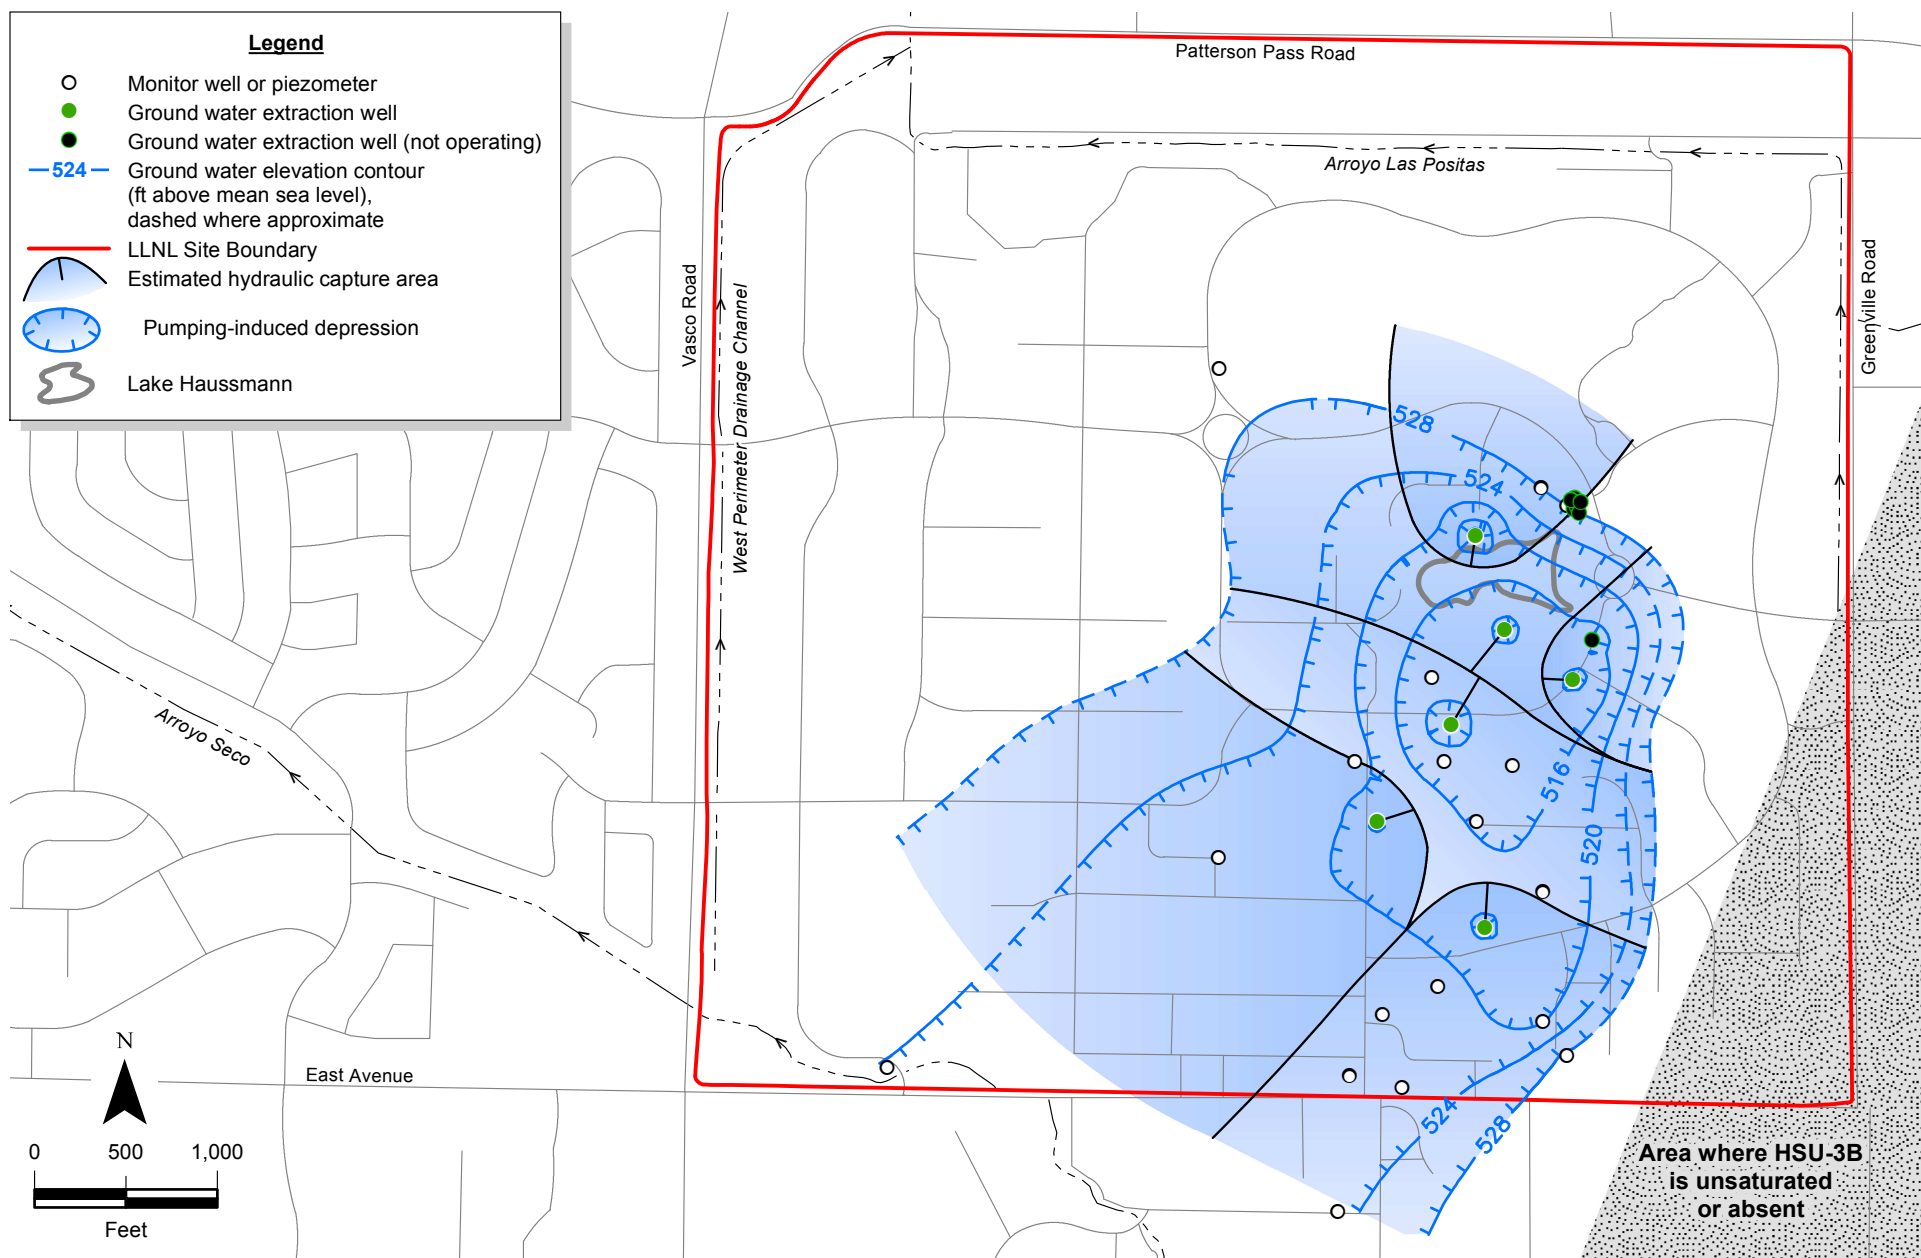 Legend
Monitor well or piezometer
Ground water extraction well
Ground water extraction well (not operating)
524
Ground water elevation contour
(ft above mean sea level),
dashed where approximate
LLNL Site Boundary
Estimated hydraulic capture area
Pumping-induced depression
Lake Haussmann
Patterson Pass Road
Arroyo Las Positas
Vasco Road
West Perimeter Drainage Channel
Greenville Road
528
524
Arroyo Seco
516
520
N
East Avenue
524
528
0 500 1,000
Feet
Area where HSU-3B
is unsaturated
or absent